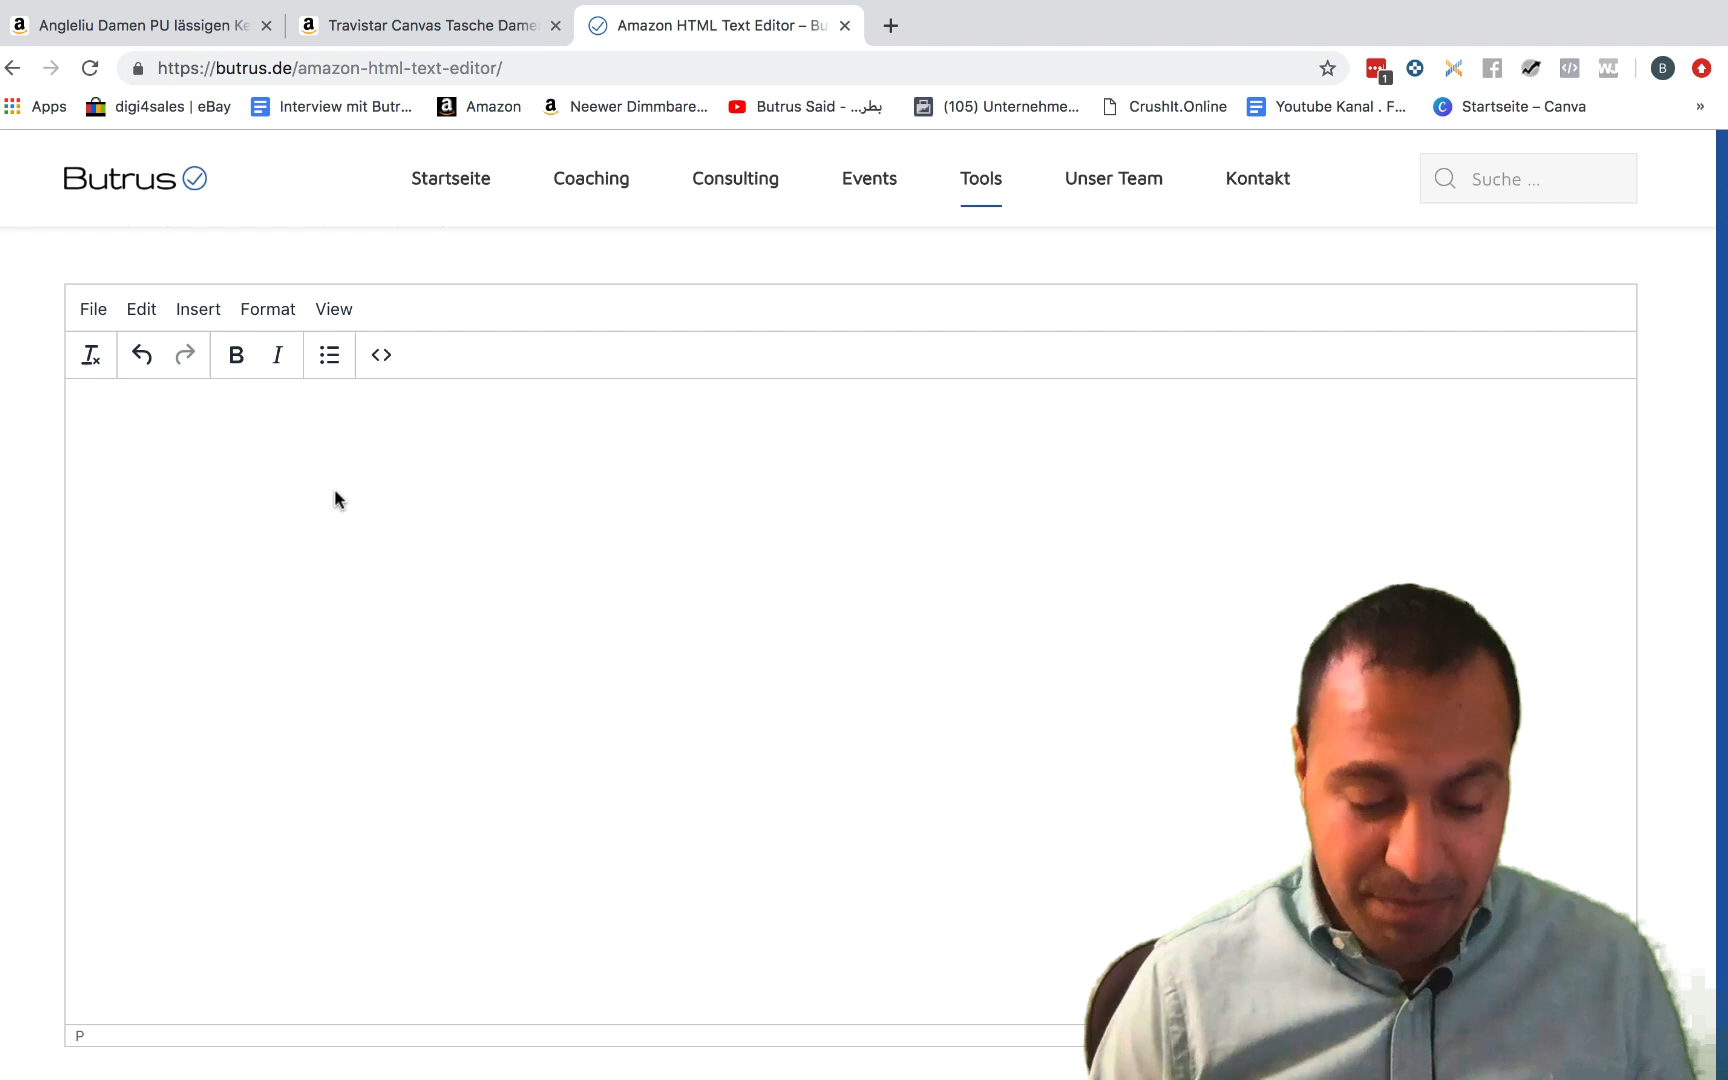 Angleliu Damen PU lässigen Ke
Travistar Canvas Tasche Dame
Amazon HTML Text Editor – Bu
https://butrus.de/amazon-html-text-editor/
1
B
Apps
digi4sales | eBay
Interview mit Butr...
Amazon
Neewer Dimmbare...
Butrus Said - ...بطر
(105) Unternehme...
CrushIt.Online
Youtube Kanal . F...
Startseite – Canva
»
Butrus
Startseite
Coaching
Consulting
Events
Tools
Unser Team
Kontakt
Suche ...
File
Edit
Insert
Format
View
B
I
P